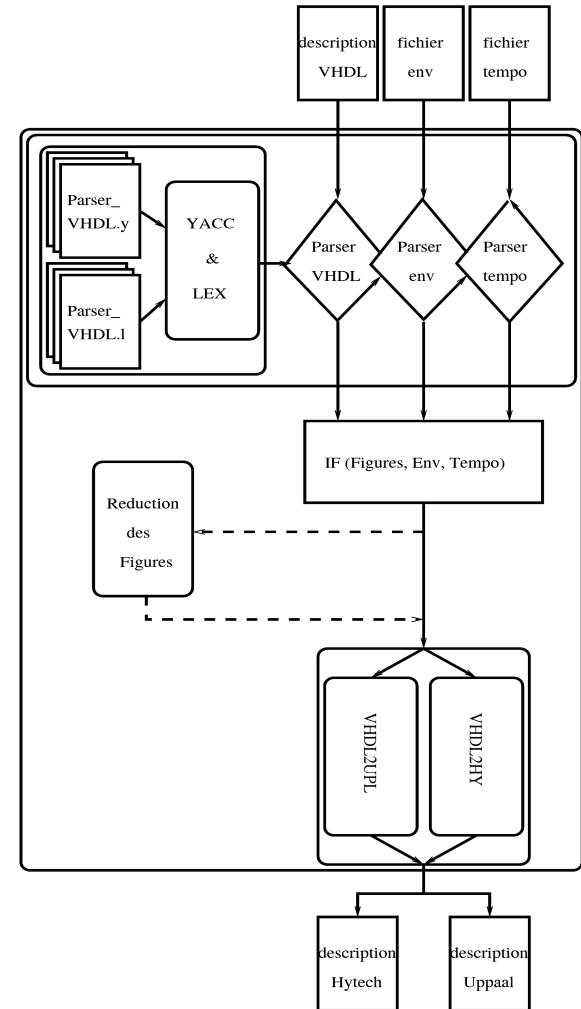 description
VHDL
fichier
env
fichier
tempo
Parser_
VHDL.y
Parser_
VHDL.l
YACC
&
LEX
Parser
VHDL
Parser
env
Parser
tempo
IF (Figures, Env, Tempo)
Reduction
des
Figures
VHDL2UPL
VHDL2HY
description
Hytech
description
Uppaal